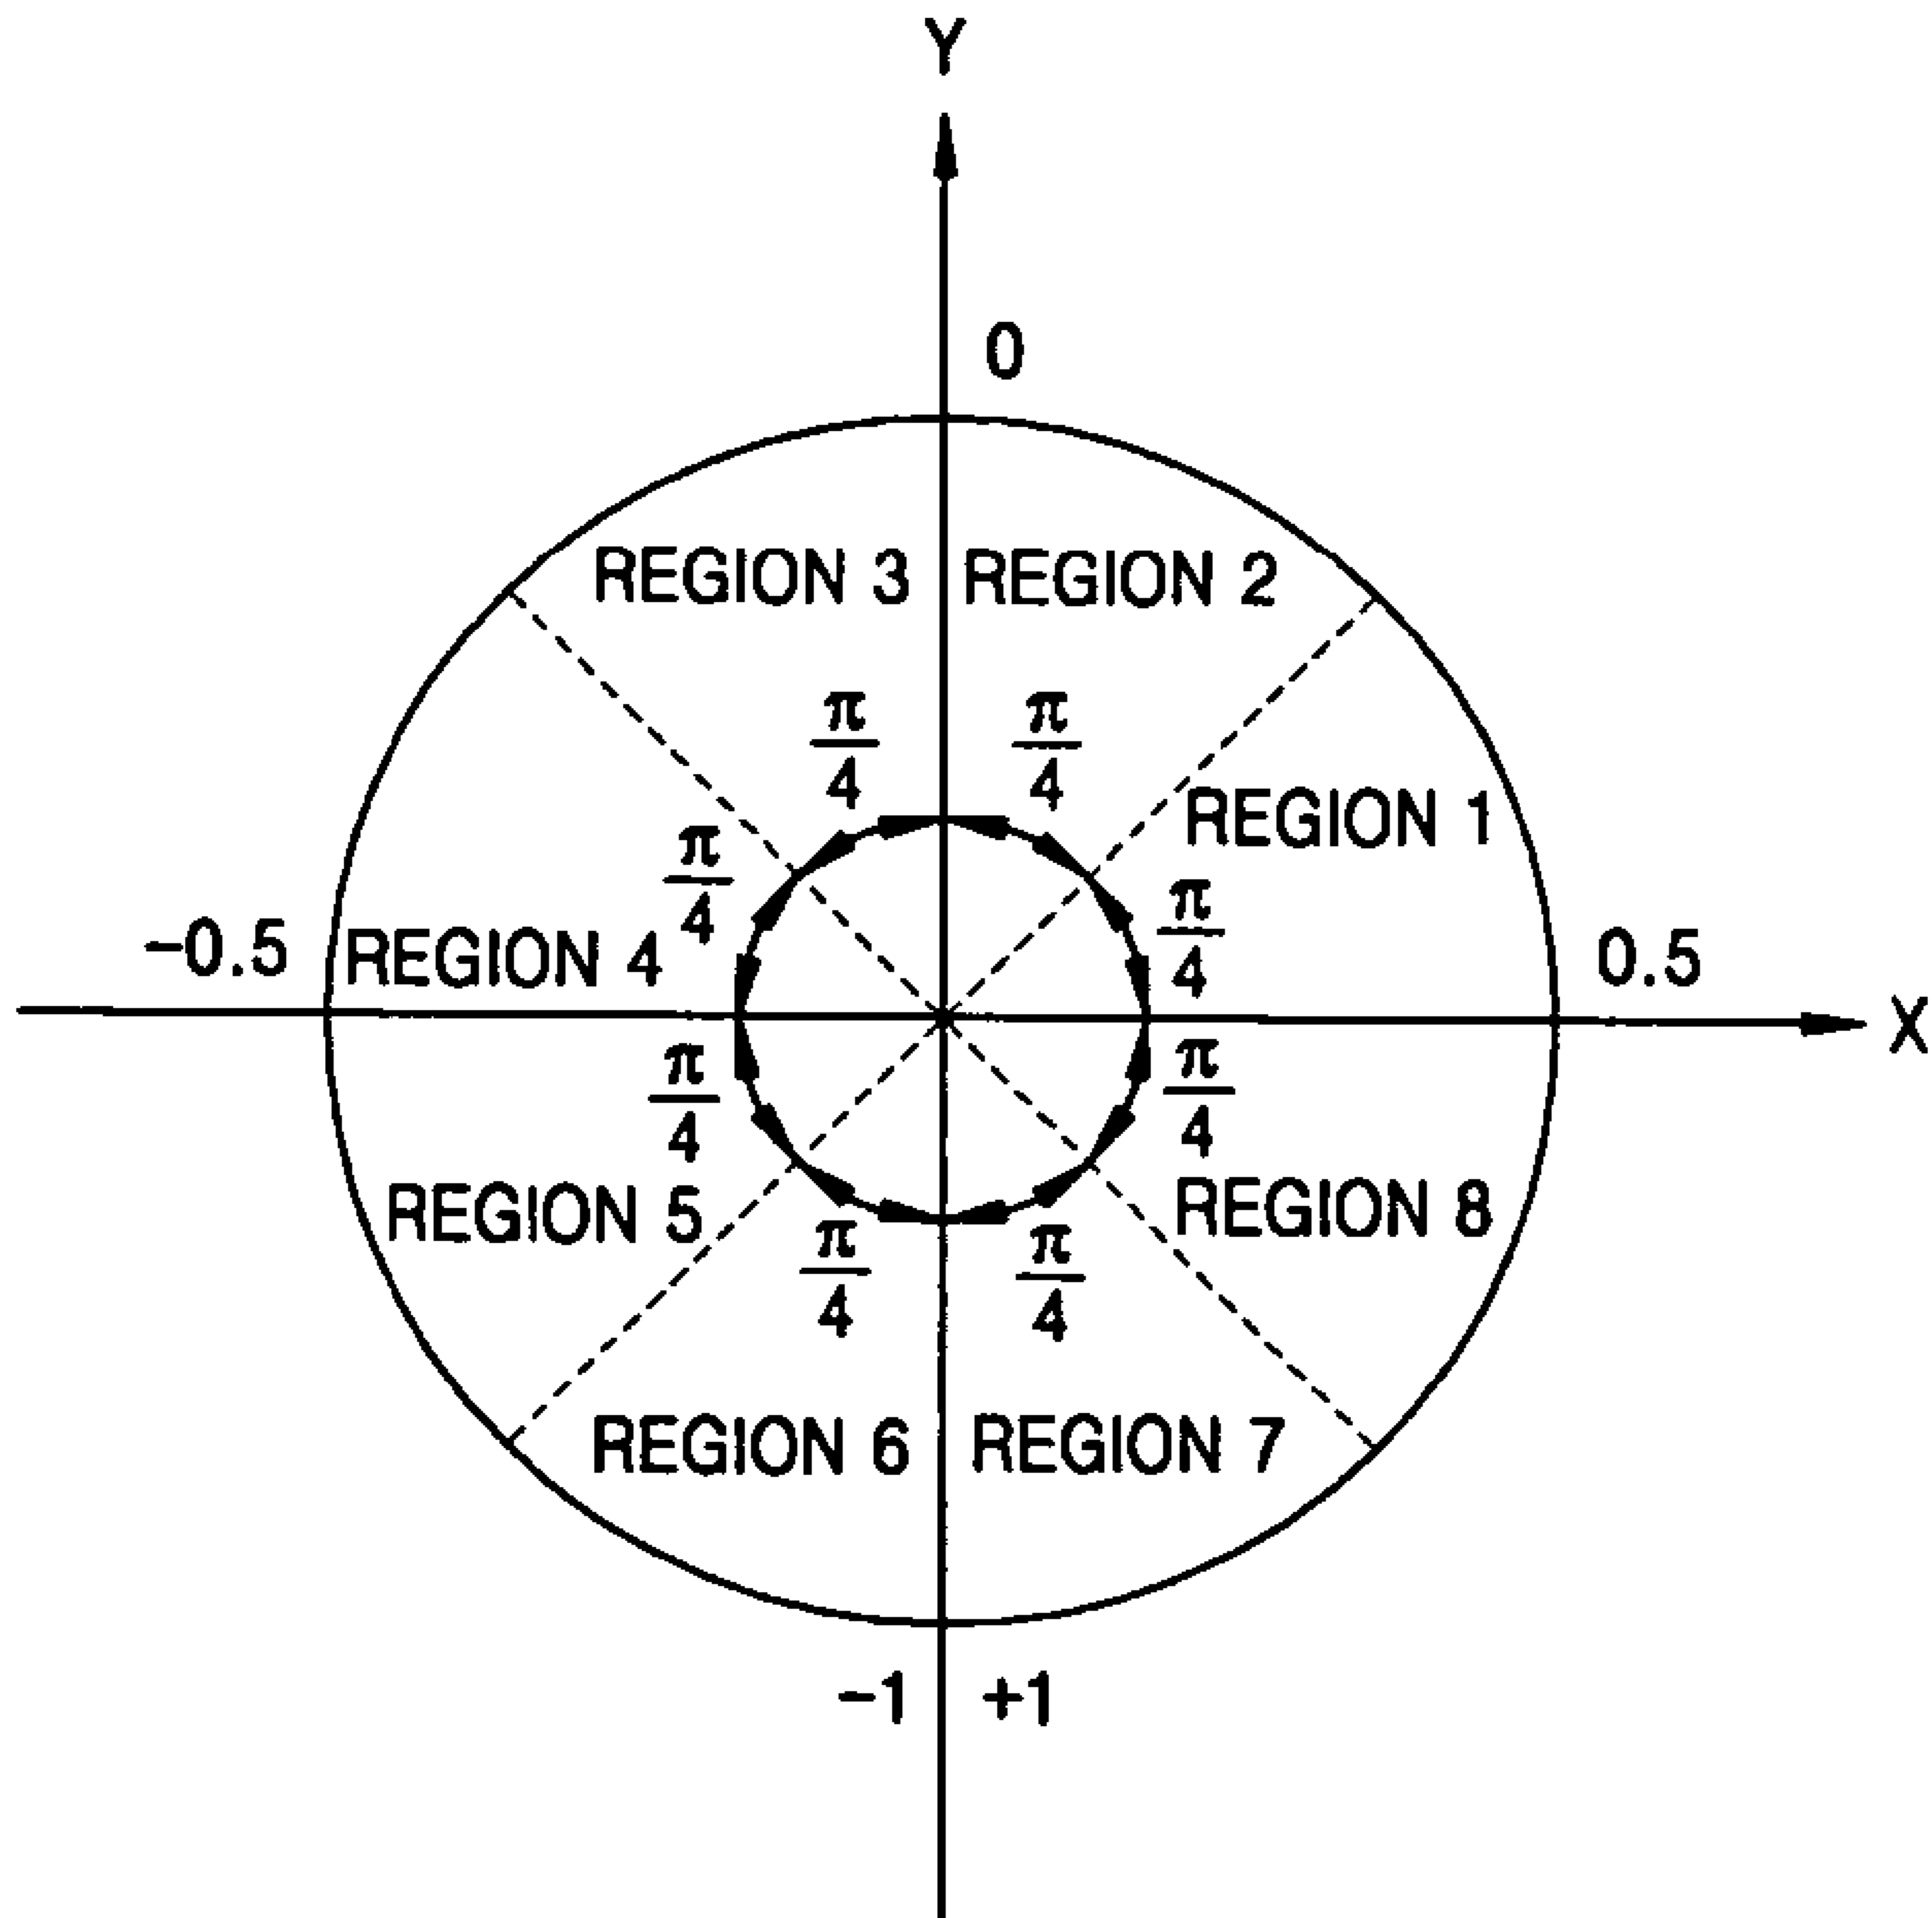 Y
0
REGION 3 REGION 2
π/4 π/4
REGION 1
π/4 π/4
-0.5 REGION 4 0.5
X
π/4 π/4
REGION 5 REGION 8
π/4 π/4
REGION 6 REGION 7
-1 +1